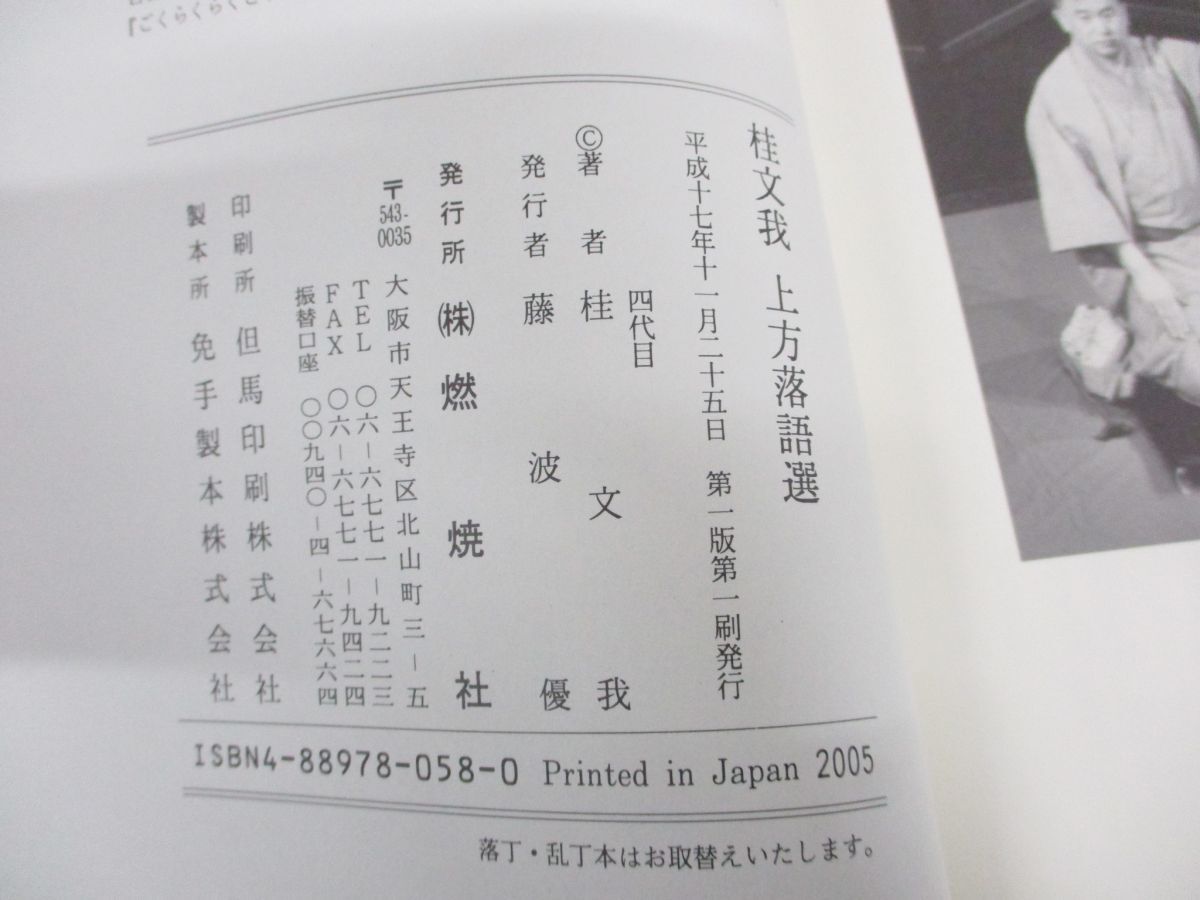 『ごくらくらくご
桂文我 上方落語選
平成十七年十一月二十五日 第一版第一刷発行
四代目
©著者 桂文我
発行者 藤波優
発行所 ㈱燃焼社
〒543-0035 大阪市天王寺区北山町三−五
TEL 〇六−六七七一−九二二三
FAX 〇六−六七七一−九四二四
振替口座 〇〇九四〇−四−六七六六四
印刷所 但馬印刷株式会社
製本所 免手製本株式会社
ISBN4-88978-058-0 Printed in Japan 2005
落丁・乱丁本はお取替えいたします。